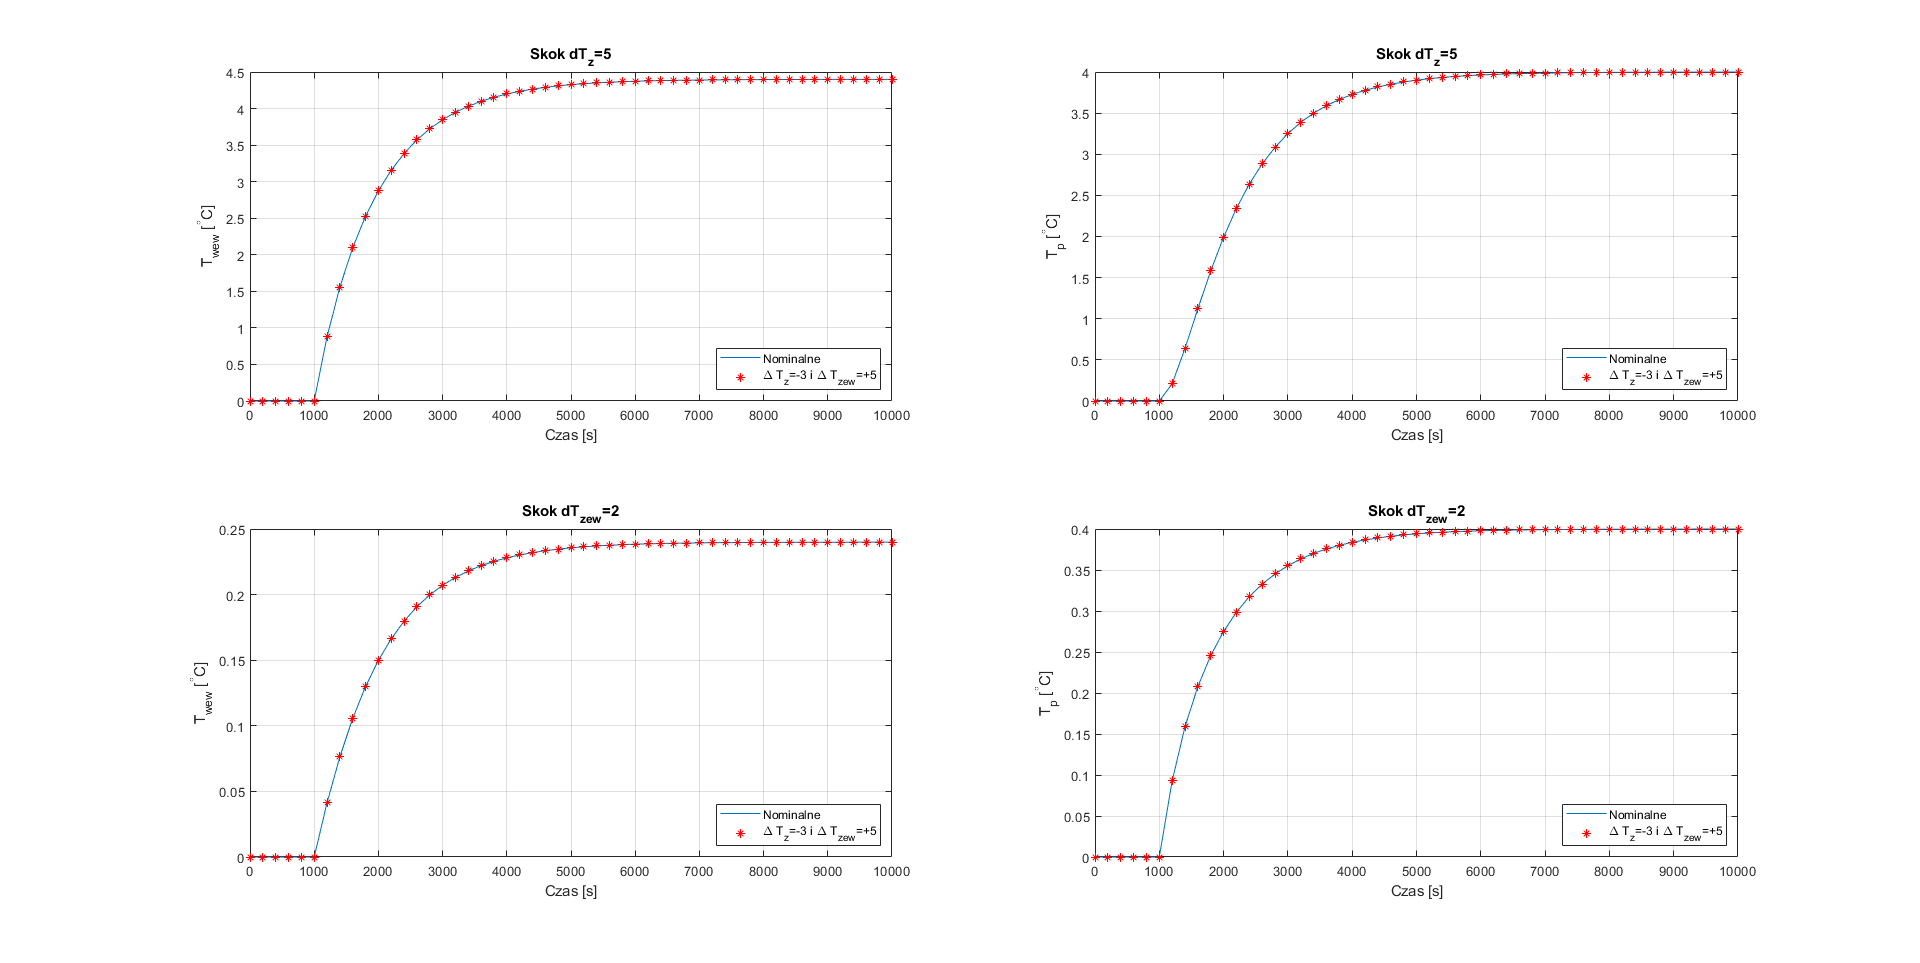 Skok dT_z=5
4.5
4
3.5
3
2.5
2
1.5
1
0.5
0
T_wew [°C]
0 1000 2000 3000 4000 5000 6000 7000 8000 9000 10000
Czas [s]
Nominalne
Δ T_z=-3 i Δ T_zew=+5
Skok dT_z=5
4
3.5
3
2.5
2
1.5
1
0.5
0
T_p [°C]
0 1000 2000 3000 4000 5000 6000 7000 8000 9000 10000
Czas [s]
Nominalne
Δ T_z=-3 i Δ T_zew=+5
Skok dT_zew=2
0.25
0.2
0.15
0.1
0.05
0
T_wew [°C]
0 1000 2000 3000 4000 5000 6000 7000 8000 9000 10000
Czas [s]
Nominalne
Δ T_z=-3 i Δ T_zew=+5
Skok dT_zew=2
0.4
0.35
0.3
0.25
0.2
0.15
0.1
0.05
0
T_p [°C]
0 1000 2000 3000 4000 5000 6000 7000 8000 9000 10000
Czas [s]
Nominalne
Δ T_z=-3 i Δ T_zew=+5